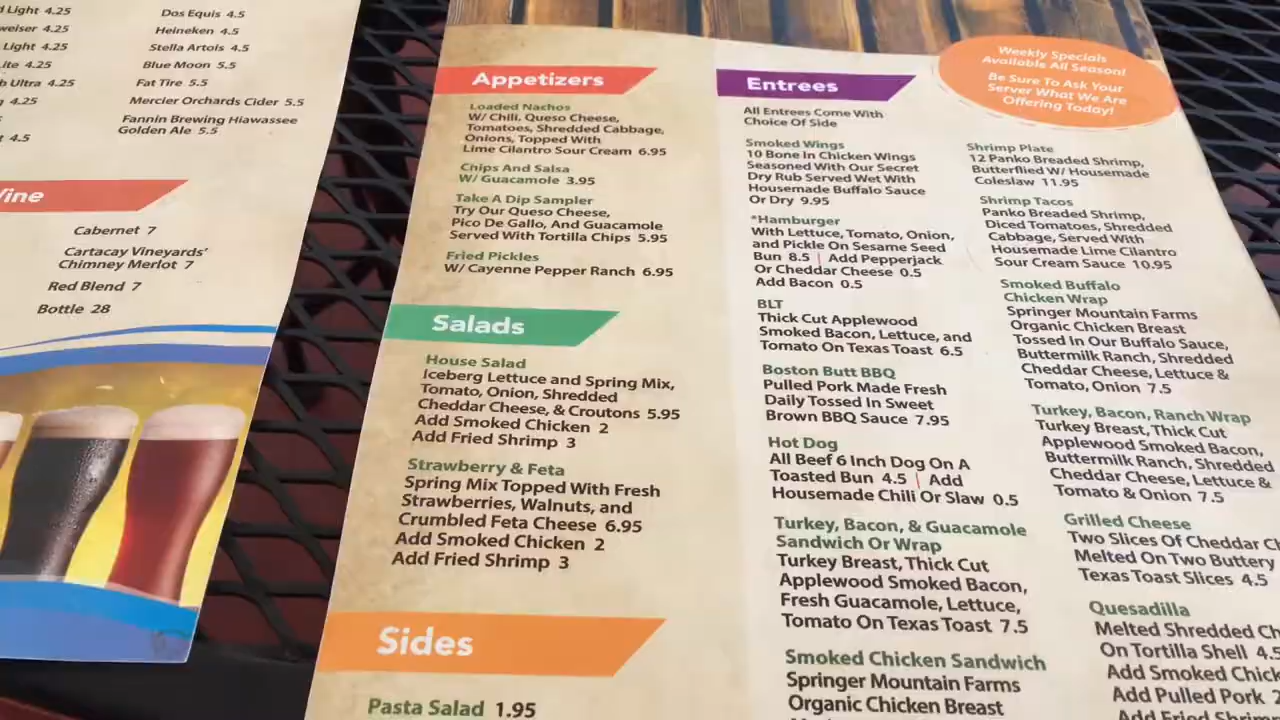 Light 4.25
Light 4.25
4.25
Ultra 4.25
4.25
4.5
Dos Equis 4.5
Heineken 4.5
Stella Artois 4.5
Blue Moon 5.5
Fat Tire 5.5
Mercier Orchards Cider 5.5
Fannin Brewing Hiawassee
Golden Ale 5.5
Cabernet 7
Cartacay Vineyards'
Chimney Merlot 7
Red Blend 7
Bottle 28
Appetizers
Loaded Nachos
W/ Chili, Queso Cheese,
Tomatoes, Shredded Cabbage,
Onions, Topped With
Lime Cilantro Sour Cream 6.95
Chips And Salsa
W/ Guacamole 3.95
Take A Dip Sampler
Try Our Queso Cheese,
Pico De Gallo, And Guacamole
Served With Tortilla Chips 5.95
Fried Pickles
W/ Cayenne Pepper Ranch 6.95
Salads
House Salad
Iceberg Lettuce and Spring Mix,
Tomato, Onion, Shredded
Cheddar Cheese, & Croutons 5.95
Add Smoked Chicken 2
Add Fried Shrimp 3
Strawberry & Feta
Spring Mix Topped With Fresh
Strawberries, Walnuts, and
Crumbled Feta Cheese 6.95
Add Smoked Chicken 2
Add Fried Shrimp 3
Sides
Pasta Salad 1.95
Entrees
All Entrees Come With
Choice Of Side
Smoked Wings
10 Bone In Chicken Wings
Seasoned With Our Secret
Dry Rub Served Wet With
Housemade Buffalo Sauce
Or Dry 9.95
*Hamburger
With Lettuce, Tomato, Onion,
and Pickle On Sesame Seed
Bun 8.5 | Add Pepperjack
Or Cheddar Cheese 0.5
Add Bacon 0.5
BLT
Thick Cut Applewood
Smoked Bacon, Lettuce, and
Tomato On Texas Toast 6.5
Boston Butt BBQ
Pulled Pork Made Fresh
Daily Tossed In Sweet
Brown BBQ Sauce 7.95
Hot Dog
All Beef 6 Inch Dog On A
Toasted Bun 4.5 | Add
Housemade Chili Or Slaw 0.5
Turkey, Bacon, & Guacamole
Sandwich Or Wrap
Turkey Breast, Thick Cut
Applewood Smoked Bacon,
Fresh Guacamole, Lettuce,
Tomato On Texas Toast 7.5
Smoked Chicken Sandwich
Springer Mountain Farms
Organic Chicken Breast
Weekly Specials
Available All Season!
Be Sure To Ask Your
Server What We Are
Offering Today!
Shrimp Plate
12 Panko Breaded Shrimp,
Butterflied W/ Housemade
Coleslaw 11.95
Shrimp Tacos
Panko Breaded Shrimp,
Diced Tomatoes, Shredded
Cabbage, Served With
Housemade Lime Cilantro
Sour Cream Sauce 10.95
Smoked Buffalo
Chicken Wrap
Springer Mountain Farms
Organic Chicken Breast
Tossed In Our Buffalo Sauce,
Buttermilk Ranch, Shredded
Cheddar Cheese, Lettuce &
Tomato, Onion 7.5
Turkey, Bacon, Ranch Wrap
Turkey Breast, Thick Cut
Applewood Smoked Bacon,
Buttermilk Ranch, Shredded
Cheddar Cheese, Lettuce &
Tomato & Onion 7.5
Grilled Cheese
Two Slices Of Cheddar
Melted On Two Buttery
Texas Toast Slices 4.5
Quesadilla
Melted Shredded
On Tortilla Shell 4.5
Add Smoked
Add Pulled Pork
Add Fried